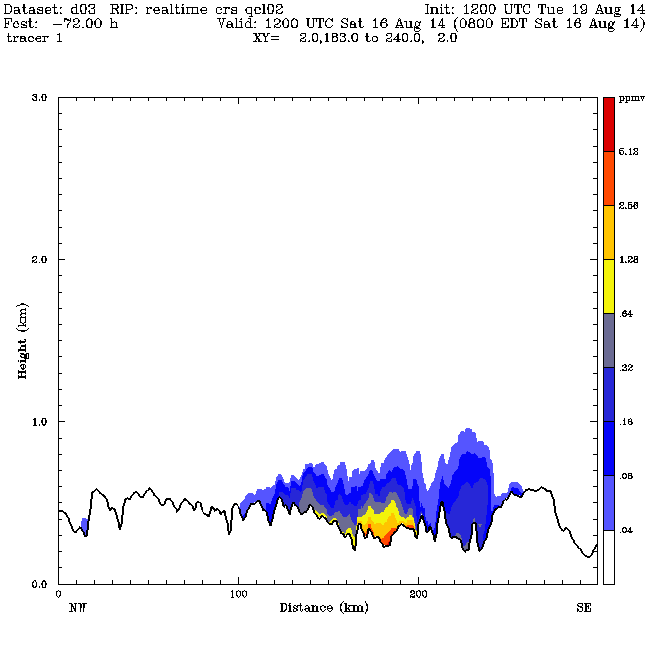 Dataset: d03 RIP: realtime crs qcl02 Init: 1200 UTC Tue 19 Aug 14
Fcst: -72.00 h Valid: 1200 UTC Sat 16 Aug 14 (0800 EDT Sat 16 Aug 14)
tracer 1 XY= 2.0,183.0 to 240.0, 2.0
ppmv
3.0
5.12
2.56
2.0
1.28
.64
Height (km)
.32
1.0
.16
.08
.04
0.0
0 100 200
NW Distance (km) SE